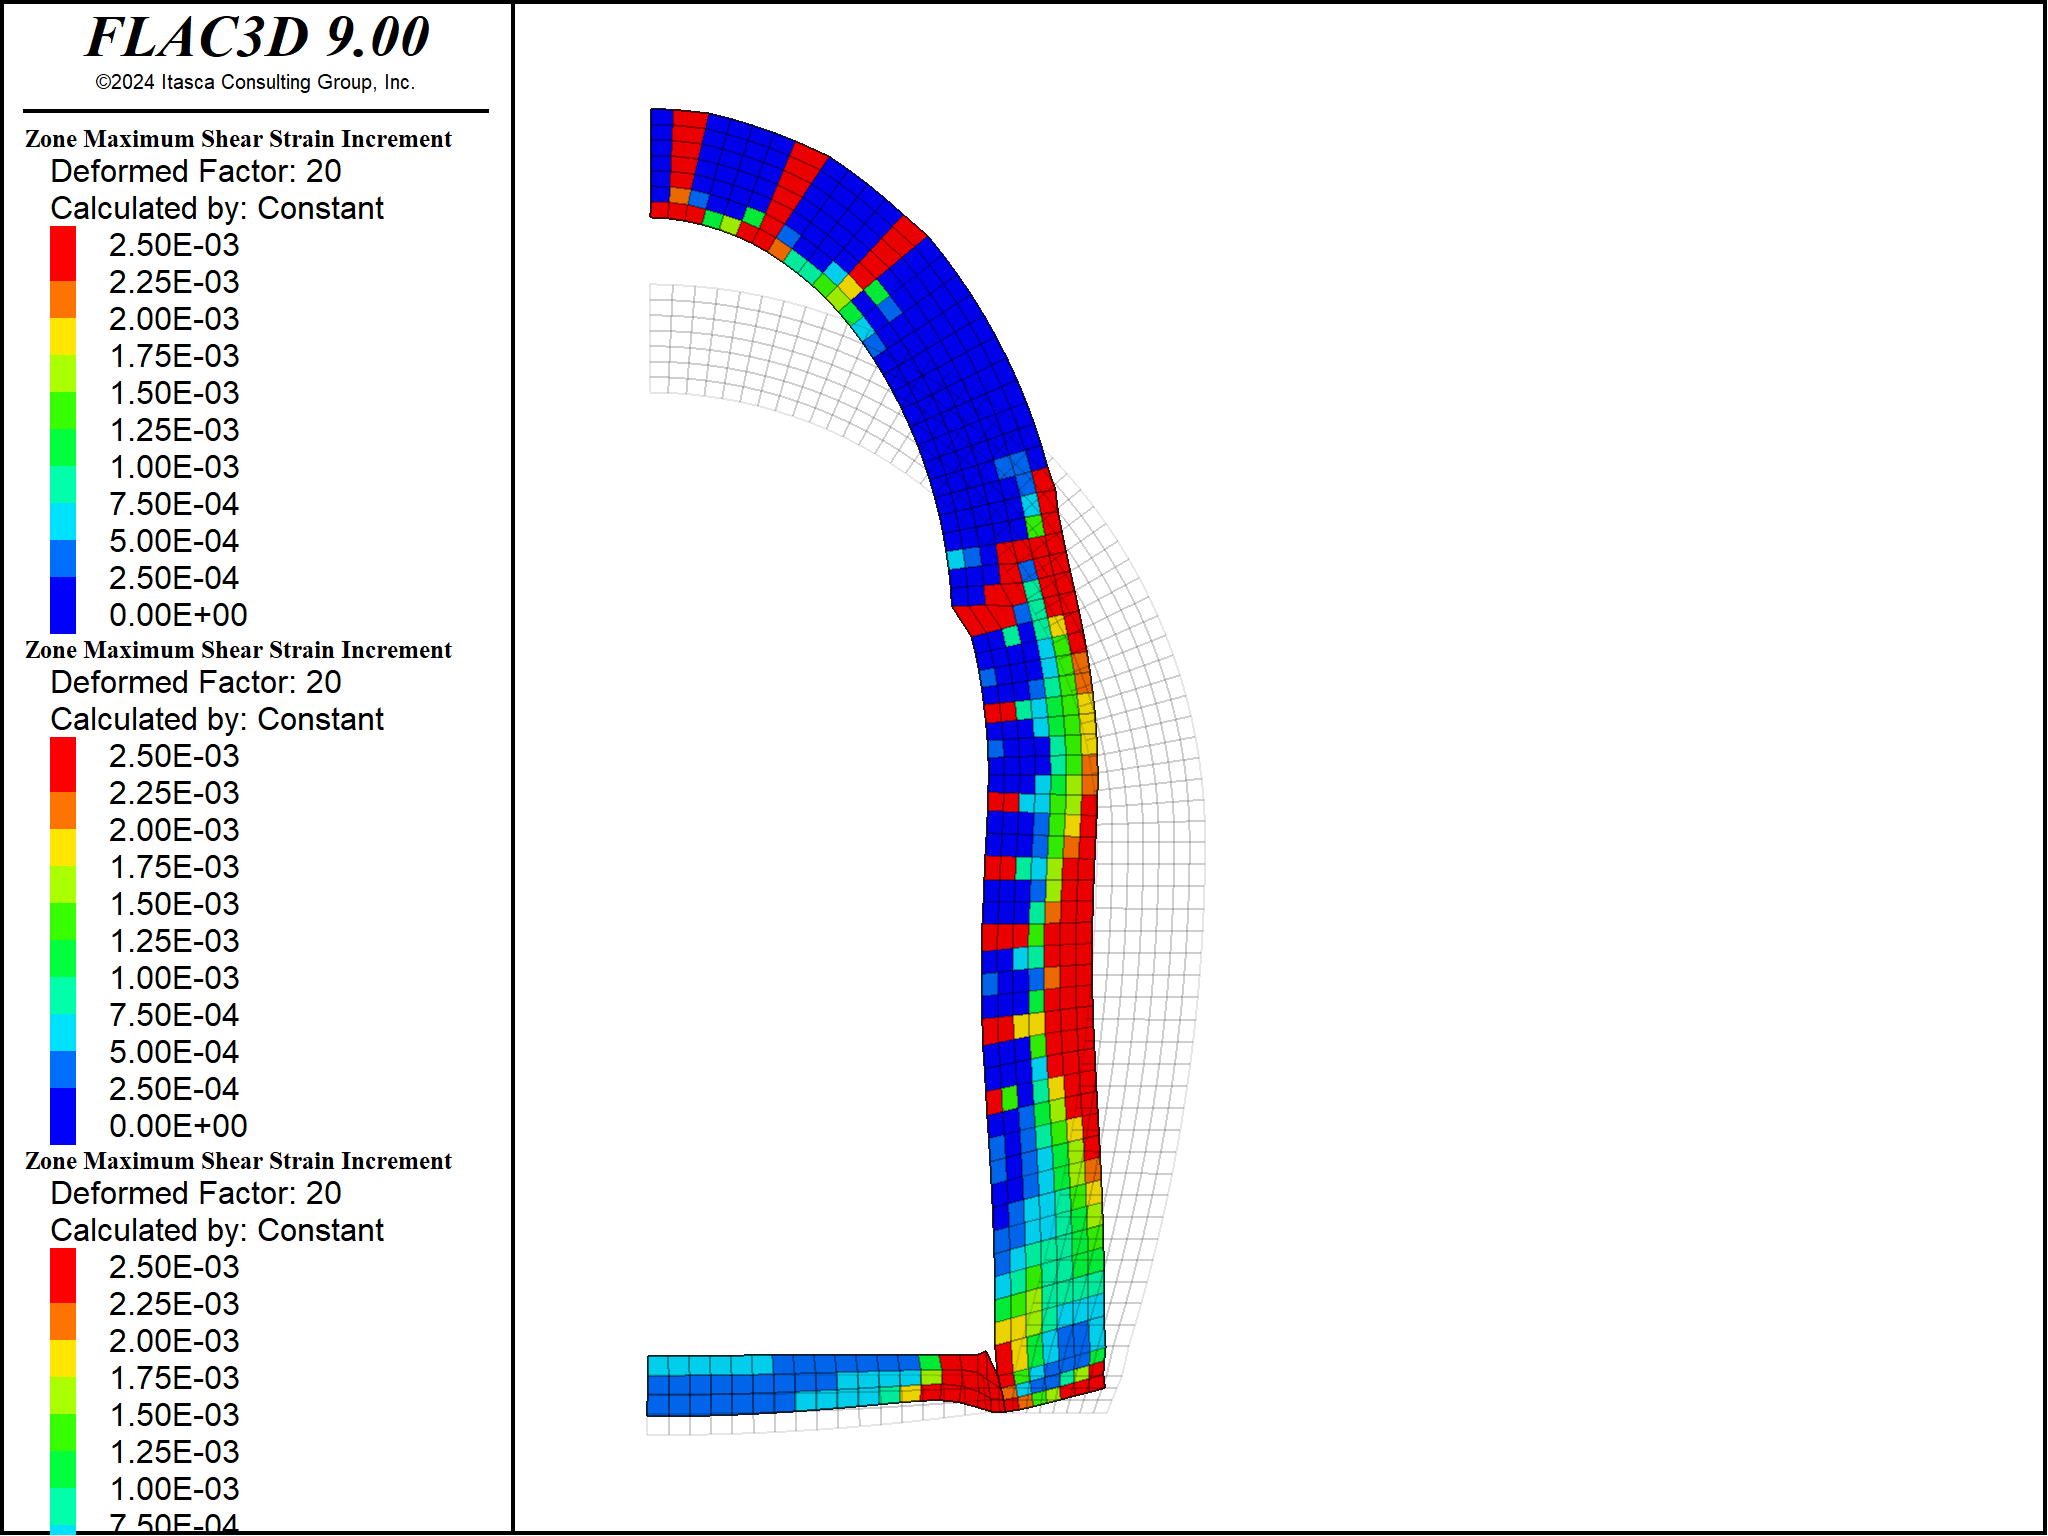 FLAC3D 9.00
©2024 Itasca Consulting Group, Inc.
Zone Maximum Shear Strain Increment
Deformed Factor: 20
Calculated by: Constant
2.50E-03
2.25E-03
2.00E-03
1.75E-03
1.50E-03
1.25E-03
1.00E-03
7.50E-04
5.00E-04
2.50E-04
0.00E+00
Zone Maximum Shear Strain Increment
Deformed Factor: 20
Calculated by: Constant
2.50E-03
2.25E-03
2.00E-03
1.75E-03
1.50E-03
1.25E-03
1.00E-03
7.50E-04
5.00E-04
2.50E-04
0.00E+00
Zone Maximum Shear Strain Increment
Deformed Factor: 20
Calculated by: Constant
2.50E-03
2.25E-03
2.00E-03
1.75E-03
1.50E-03
1.25E-03
1.00E-03
7.50E-04